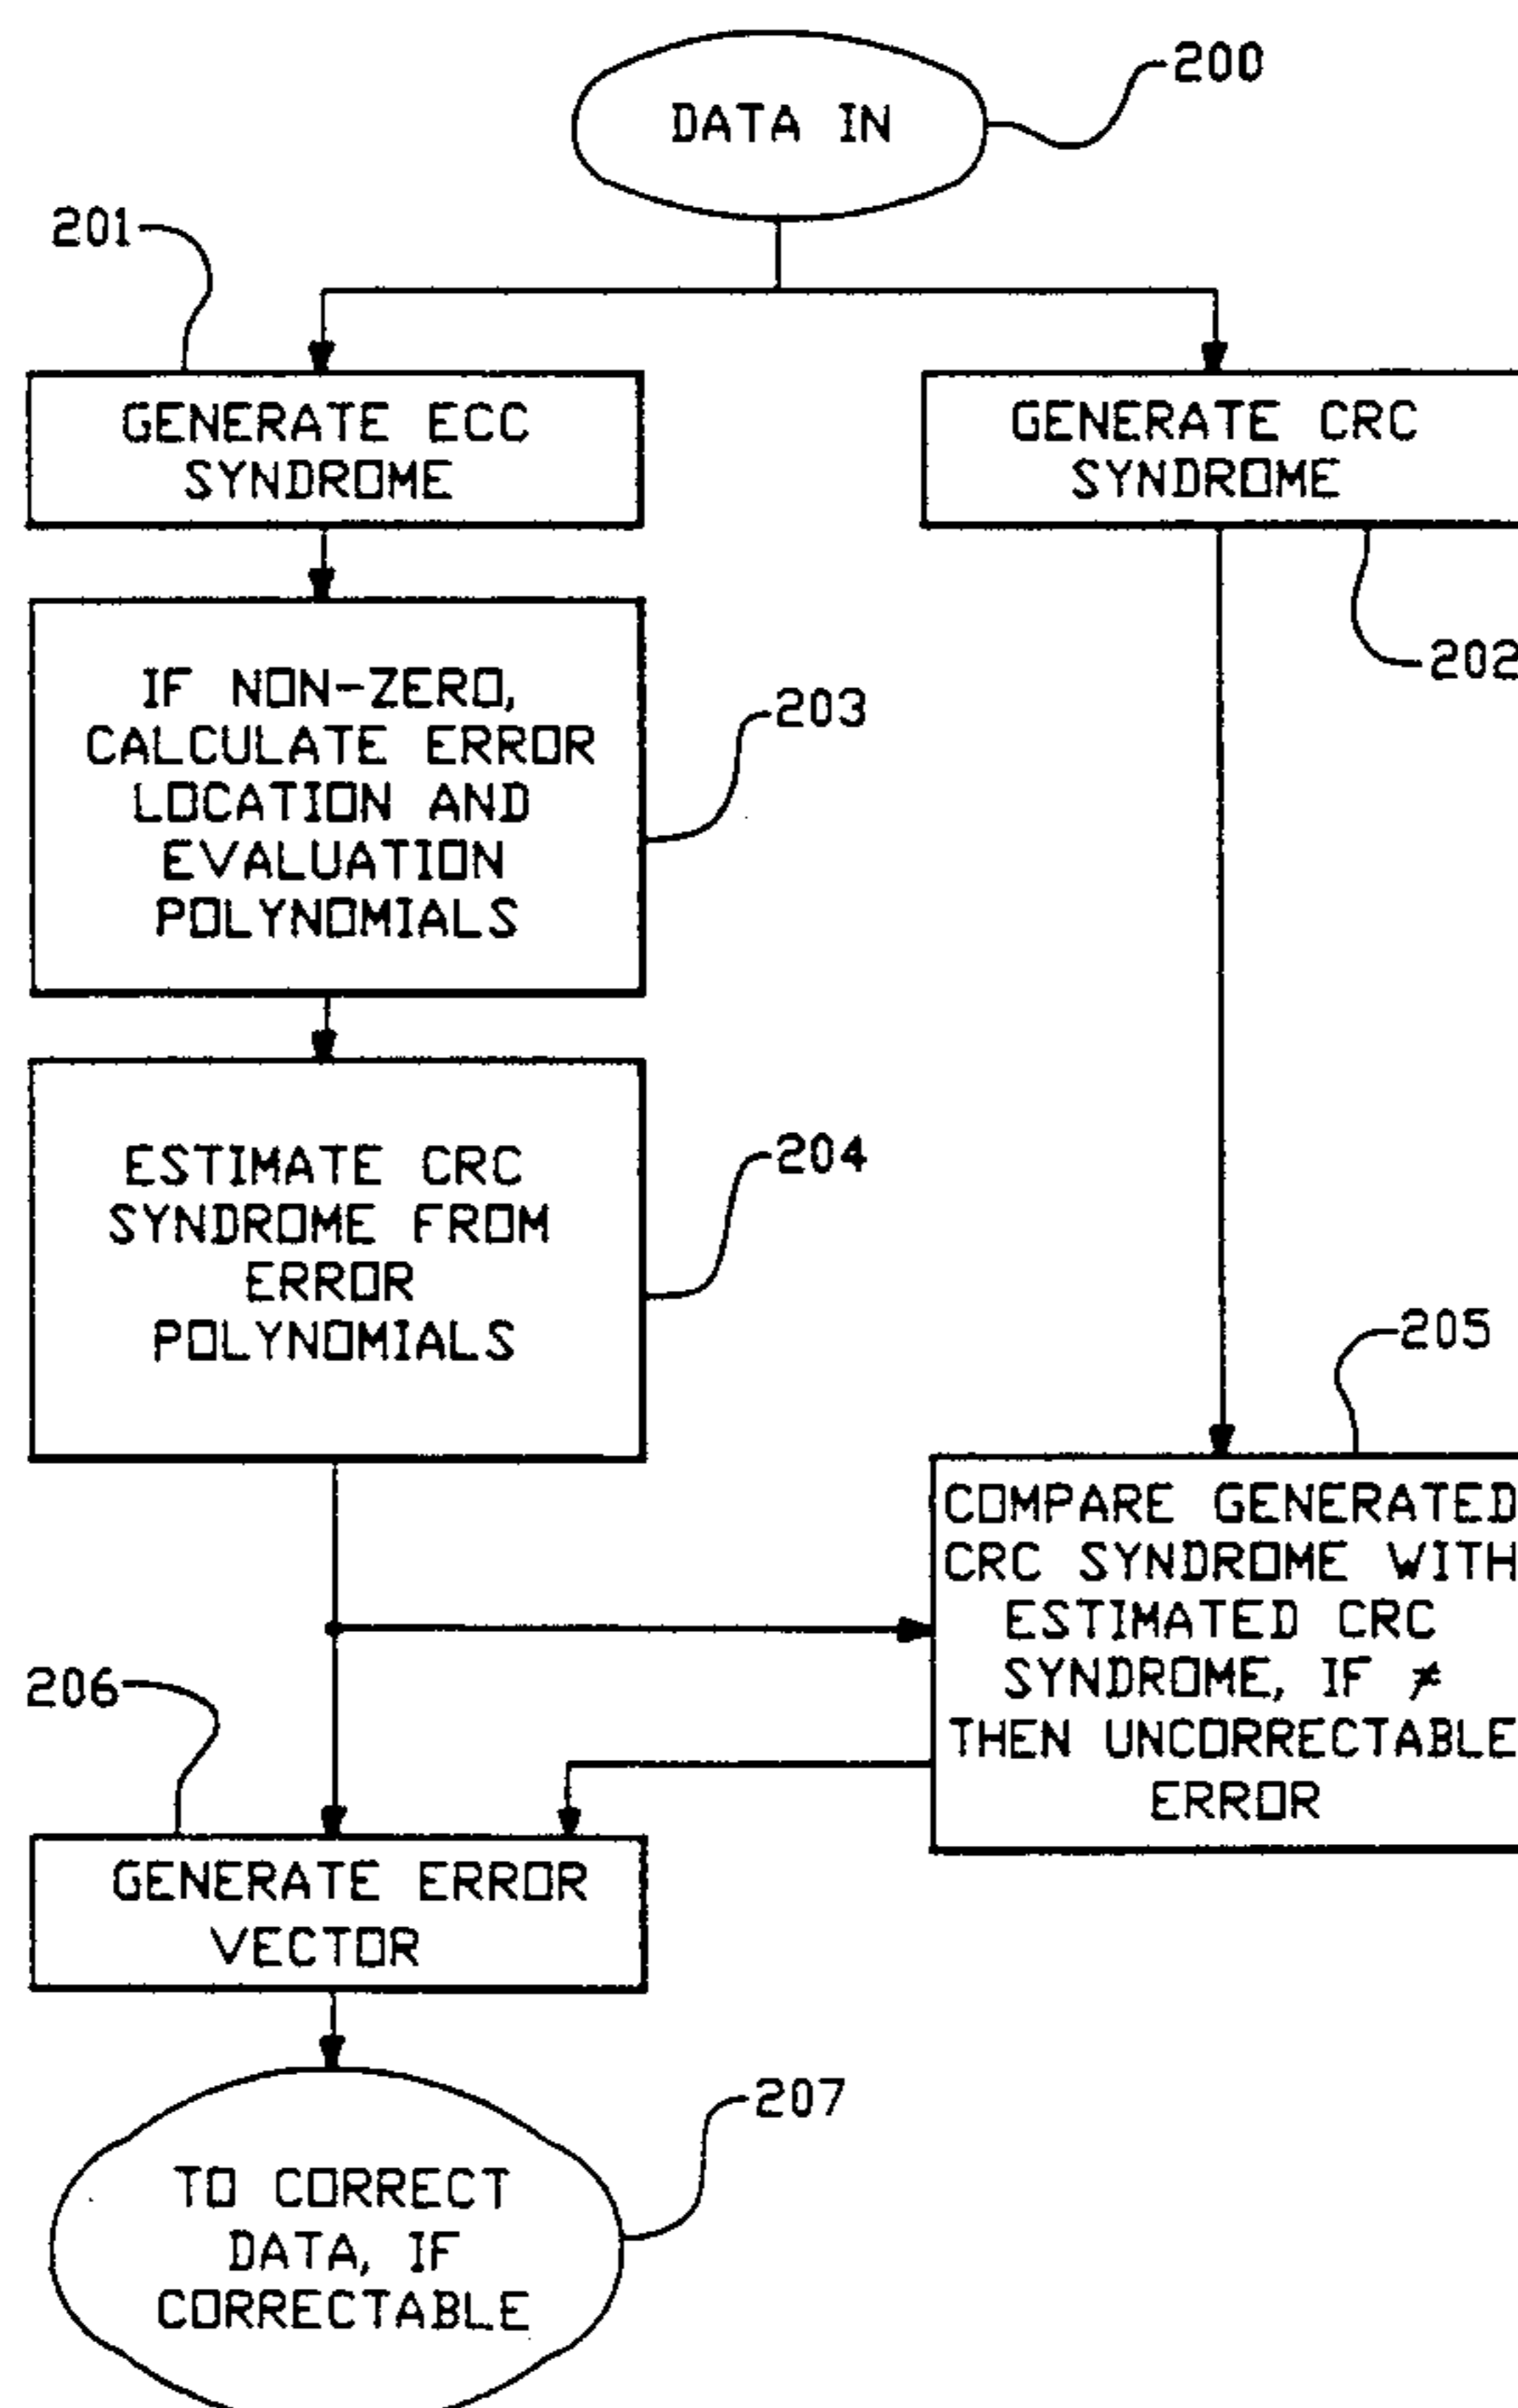 200
DATA IN
201
GENERATE ECC
SYNDROME
GENERATE CRC
SYNDROME
202
IF NON-ZERO,
CALCULATE ERROR
LOCATION AND
EVALUATION
POLYNOMIALS
203
ESTIMATE CRC
SYNDROME FROM
ERROR
POLYNOMIALS
204
205
COMPARE GENERATED
CRC SYNDROME WITH
ESTIMATED CRC
SYNDROME, IF ≠
THEN UNCORRECTABLE
ERROR
206
GENERATE ERROR
VECTOR
207
TO CORRECT
DATA, IF
CORRECTABLE